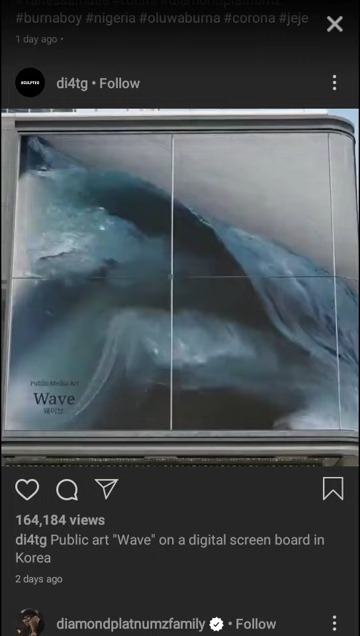 #burnaboy #nigeria #oluwaburna #corona #jeje
1 day ago •
SCULPTED
di4tg • Follow
Public Media Art
Wave
웨이브
164,184 views
di4tg Public art "Wave" on a digital screen board in
Korea
2 days ago
diamondplatnumzfamily • Follow